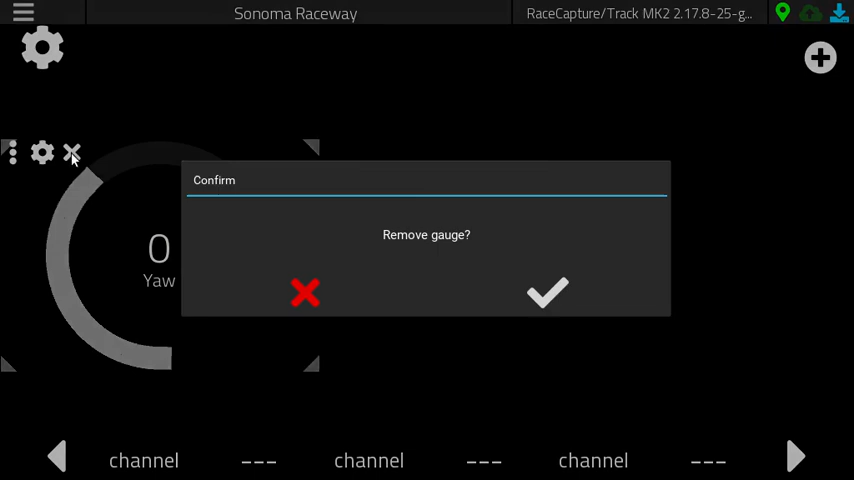 Sonoma Raceway
RaceCapture/Track MK2 2.17.8-25-g...
Confirm
Remove gauge?
0
Yaw
channel --- channel --- channel ---